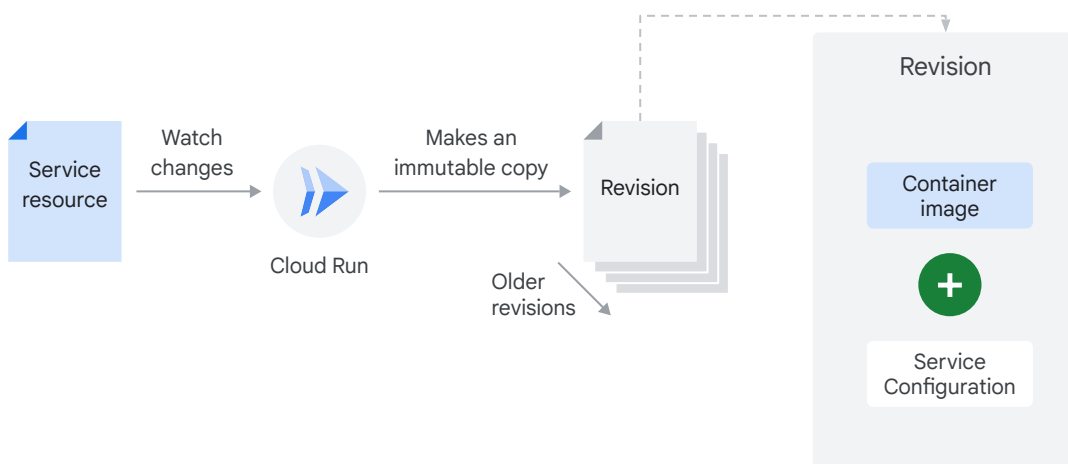 Service
resource
Watch
changes
Cloud Run
Makes an
immutable copy
Revision
Older
revisions
Revision
Container
image
Service
Configuration